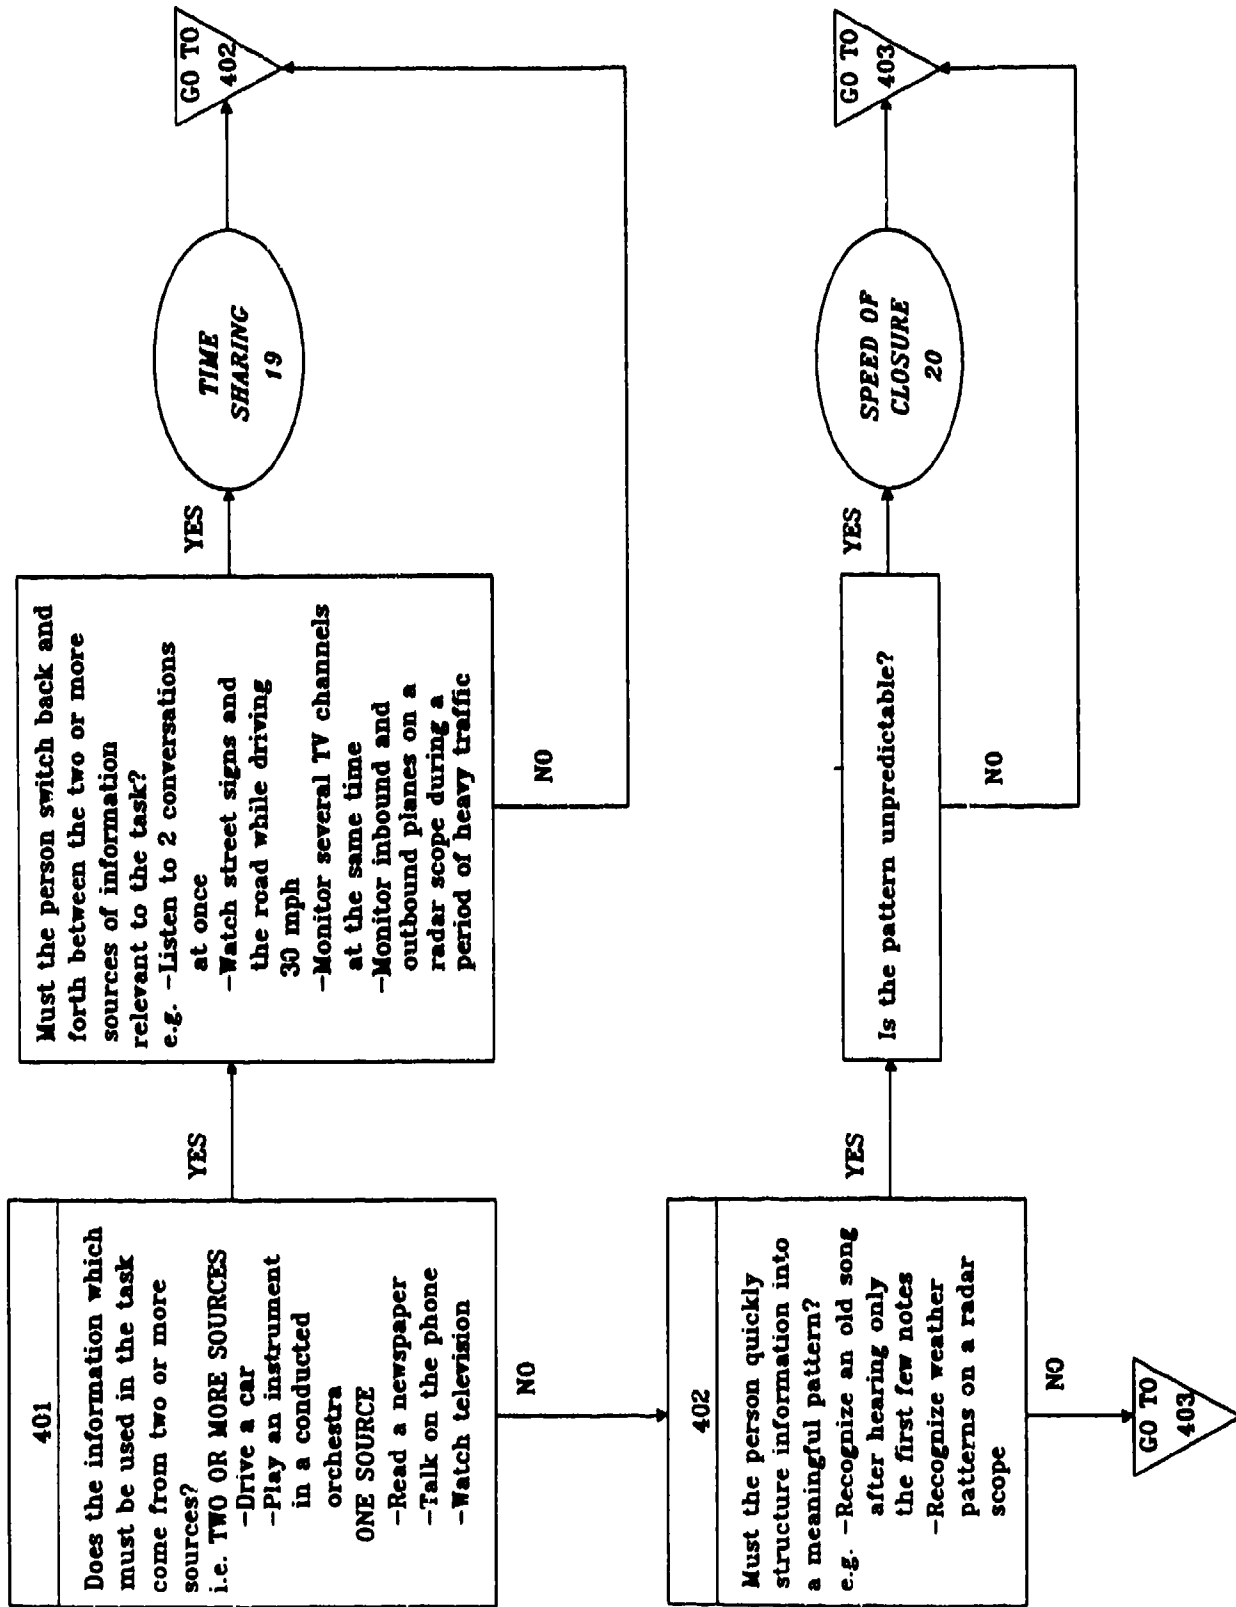 401
Does the information which
must be used in the task
come from two or more
sources?
i.e. TWO OR MORE SOURCES
-Drive a car
-Play an instrument
in a conducted
orchestra
ONE SOURCE
-Read a newspaper
-Talk on the phone
-Watch television
YES
NO
Must the person switch back and
forth between the two or more
sources of information
relevant to the task?
e.g. -Listen to 2 conversations
at once
-Watch street signs and
the road while driving
30 mph
-Monitor several TV channels
at the same time
-Monitor inbound and
outbound planes on a
radar scope during a
period of heavy traffic
YES
NO
TIME
SHARING
19
GO TO
402
402
Must the person quickly
structure information into
a meaningful pattern?
e.g. -Recognize an old song
after hearing only
the first few notes
-Recognize weather
patterns on a radar
scope
YES
NO
GO TO
403
Is the pattern unpredictable?
YES
NO
SPEED OF
CLOSURE
20
GO TO
403